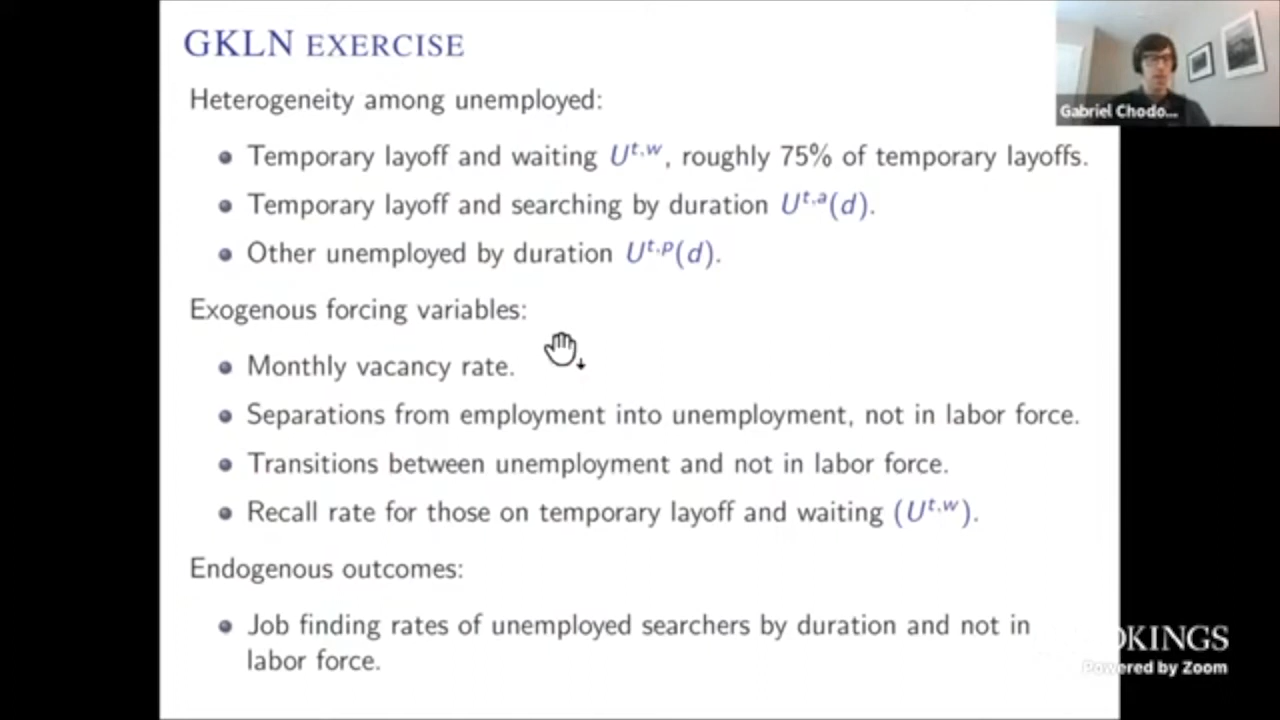 GKLN EXERCISE
Gabriel Chodo...
Heterogeneity among unemployed:
Temporary layoff and waiting U^{t,w}, roughly 75% of temporary layoffs.
Temporary layoff and searching by duration U^{t,a}(d).
Other unemployed by duration U^{t,p}(d).
Exogenous forcing variables:
Monthly vacancy rate.
Separations from employment into unemployment, not in labor force.
Transitions between unemployment and not in labor force.
Recall rate for those on temporary layoff and waiting (U^{t,w}).
Endogenous outcomes:
Job finding rates of unemployed searchers by duration and not in
labor force.
OKINGS
Powered by Zoom